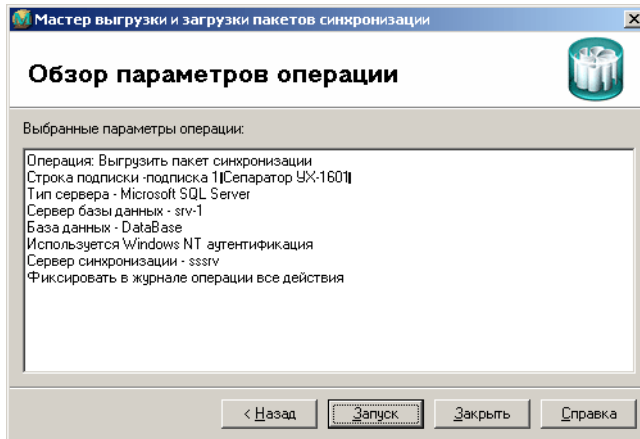 Мастер выгрузки и загрузки пакетов синхронизации
Обзор параметров операции
Выбранные параметры операции:
Операция: Выгрузить пакет синхронизации
Строка подписки -подписка 1|Сепаратор УХ-1601|
Тип сервера - Microsoft SQL Server
Сервер базы данных - srv-1
База данных - DataBase
Используется Windows NT аутентификация
Сервер синхронизации - sssrv
Фиксировать в журнале операции все действия
< Назад Запуск Закрыть Справка